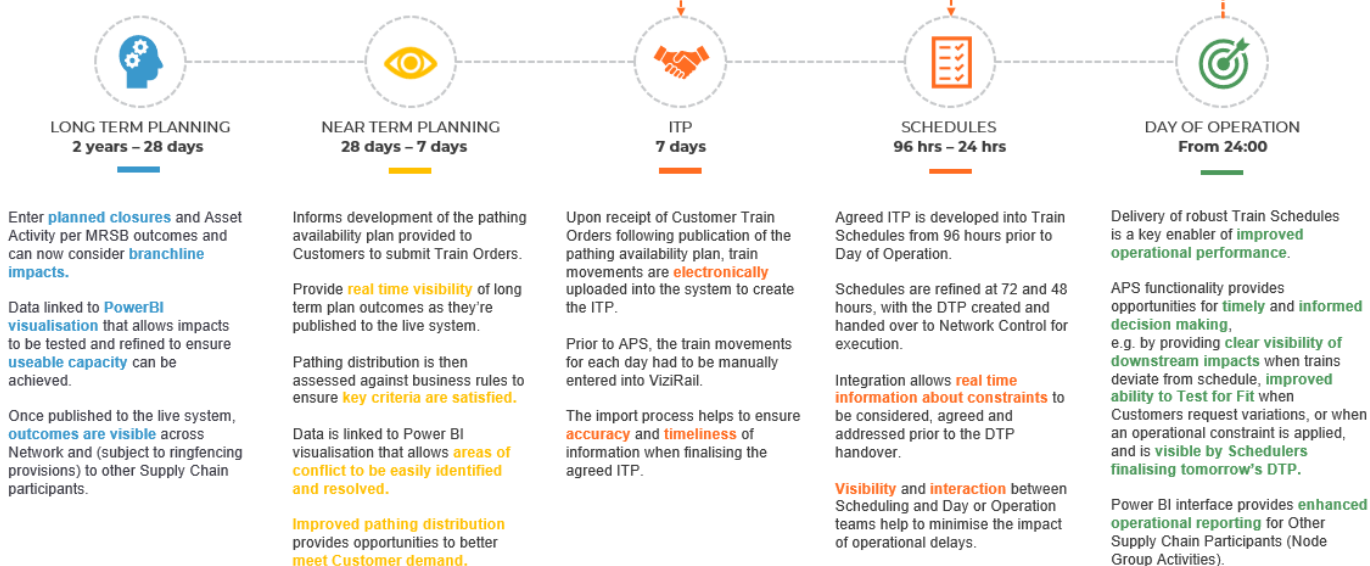 LONG TERM PLANNING
2 years – 28 days
Enter planned closures and Asset
Activity per MRSB outcomes and
can now consider branchline
impacts.
Data linked to PowerBI
visualisation that allows impacts
to be tested and refined to ensure
useable capacity can be
achieved.
Once published to the live system,
outcomes are visible across
Network and (subject to ringfencing
provisions) to other Supply Chain
participants.
NEAR TERM PLANNING
28 days – 7 days
Informs development of the pathing
availability plan provided to
Customers to submit Train Orders.
Provide real time visibility of long
term plan outcomes as they're
published to the live system.
Pathing distribution is then
assessed against business rules to
ensure key criteria are satisfied.
Data is linked to Power BI
visualisation that allows areas of
conflict to be easily identified
and resolved.
Improved pathing distribution
provides opportunities to better
meet Customer demand.
ITP
7 days
Upon receipt of Customer Train
Orders following publication of the
pathing availability plan, train
movements are electronically
uploaded into the system to create
the ITP.
Prior to APS, the train movements
for each day had to be manually
entered into ViziRail.
The import process helps to ensure
accuracy and timeliness of
information when finalising the
agreed ITP.
SCHEDULES
96 hrs – 24 hrs
Agreed ITP is developed into Train
Schedules from 96 hours prior to
Day of Operation.
Schedules are refined at 72 and 48
hours, with the DTP created and
handed over to Network Control for
execution.
Integration allows real time
information about constraints to
be considered, agreed and
addressed prior to the DTP
handover.
Visibility and interaction between
Scheduling and Day or Operation
teams help to minimise the impact
of operational delays.
DAY OF OPERATION
From 24:00
Delivery of robust Train Schedules
is a key enabler of improved
operational performance.
APS functionality provides
opportunities for timely and informed
decision making,
e.g. by providing clear visibility of
downstream impacts when trains
deviate from schedule, improved
ability to Test for Fit when
Customers request variations, or when
an operational constraint is applied,
and is visible by Schedulers
finalising tomorrow's DTP.
Power BI interface provides enhanced
operational reporting for Other
Supply Chain Participants (Node
Group Activities).